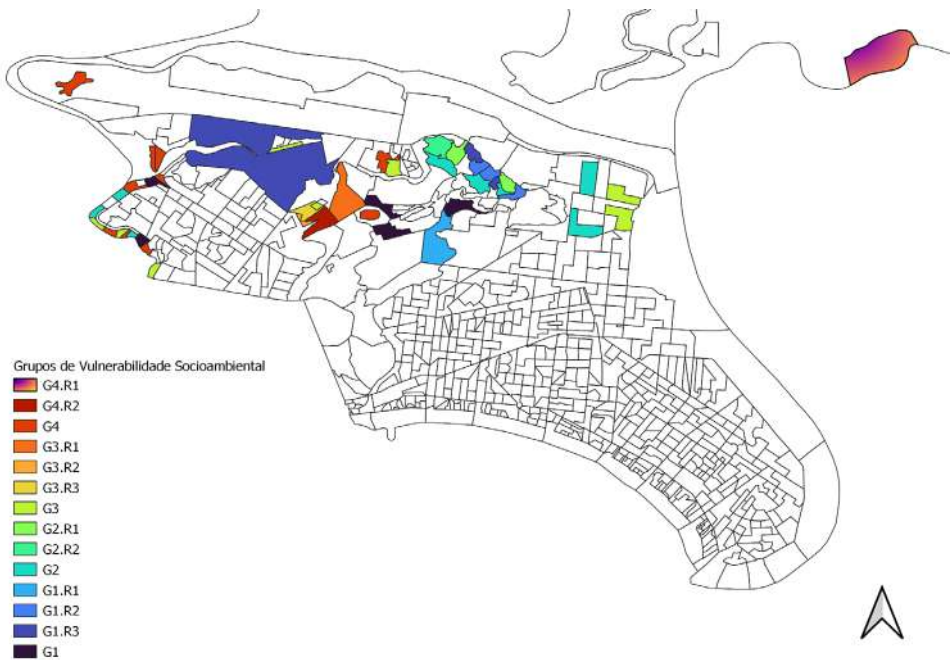 Grupos de Vulnerabilidade Socioambiental
G4.R1
G4.R2
G4
G3.R1
G3.R2
G3.R3
G3
G2.R1
G2.R2
G2
G1.R1
G1.R2
G1.R3
G1